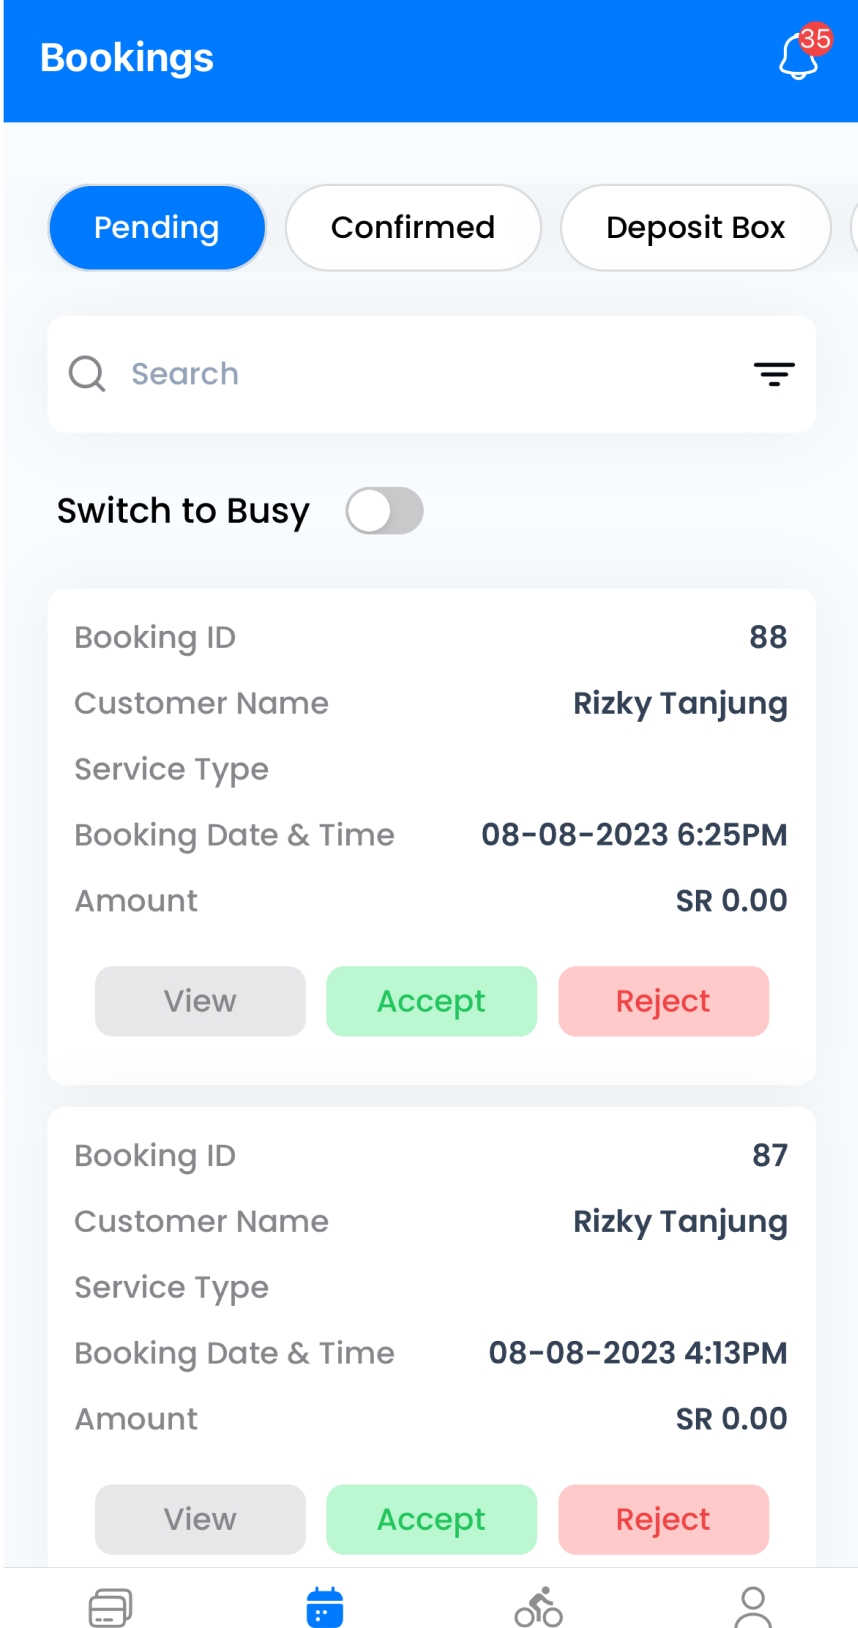 Bookings
35
Pending Confirmed Deposit Box
Search
Switch to Busy
Booking ID 88
Customer Name Rizky Tanjung
Service Type
Booking Date & Time 08-08-2023 6:25PM
Amount SR 0.00
View Accept Reject
Booking ID 87
Customer Name Rizky Tanjung
Service Type
Booking Date & Time 08-08-2023 4:13PM
Amount SR 0.00
View Accept Reject